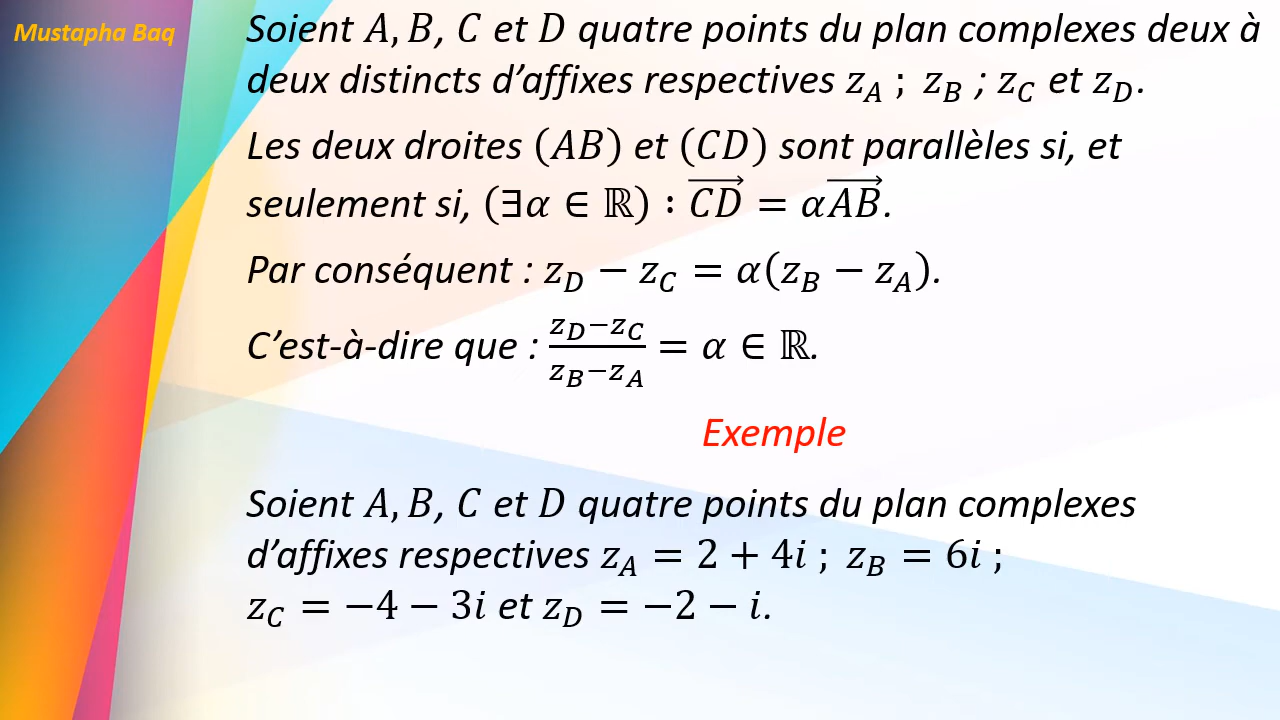 Mustapha Baq
Soient A, B, C et D quatre points du plan complexes deux à
deux distincts d’affixes respectives z_A ; z_B ; z_C et z_D.
Les deux droites (AB) et (CD) sont parallèles si, et
seulement si, (∃α ∈ ℝ) : \overrightarrow{CD} = α\overrightarrow{AB}.
Par conséquent : z_D − z_C = α(z_B − z_A).
C’est-à-dire que : \frac{z_D−z_C}{z_B−z_A} = α ∈ ℝ.
Exemple
Soient A, B, C et D quatre points du plan complexes
d’affixes respectives z_A = 2 + 4i ; z_B = 6i ;
z_C = −4 − 3i et z_D = −2 − i.